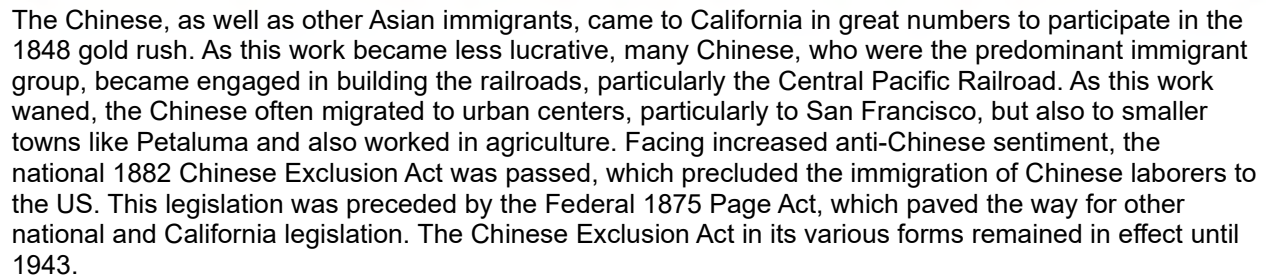 The Chinese, as well as other Asian immigrants, came to California in great numbers to participate in the
1848 gold rush. As this work became less lucrative, many Chinese, who were the predominant immigrant
group, became engaged in building the railroads, particularly the Central Pacific Railroad. As this work
waned, the Chinese often migrated to urban centers, particularly to San Francisco, but also to smaller
towns like Petaluma and also worked in agriculture. Facing increased anti-Chinese sentiment, the
national 1882 Chinese Exclusion Act was passed, which precluded the immigration of Chinese laborers to
the US. This legislation was preceded by the Federal 1875 Page Act, which paved the way for other
national and California legislation. The Chinese Exclusion Act in its various forms remained in effect until
1943.